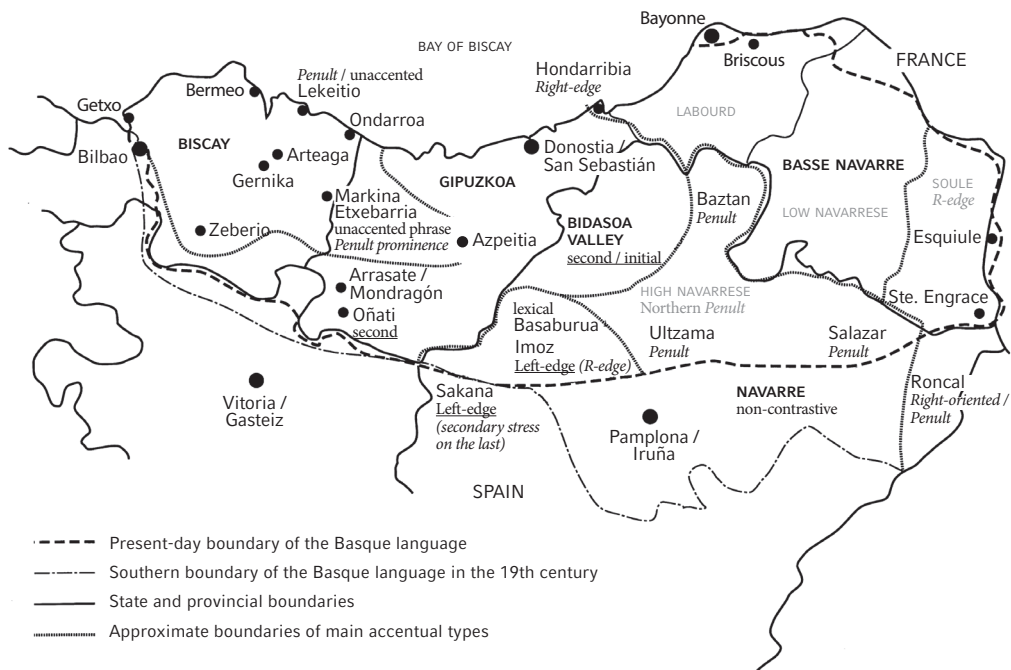 Bayonne
BAY OF BISCAY
Briscous
FRANCE
Penult / unaccented
Lekeitio
Hondarribia
Right-edge
Bermeo
Getxo
LABOURD
Ondarroa
BISCAY
Bilbao
Arteaga
Donostia /
San Sebastián
BASSE NAVARRE
Gernika
GIPUZKOA
SOULE
R-edge
Markina
Etxebarria
unaccented phrase
Penult prominence
Baztan
Penult
LOW NAVARRESE
BIDASOA
VALLEY
second / initial
Zeberio
Azpeitia
Esquiule
Arrasate /
Mondragón
HIGH NAVARRESE
Northern Penult
Ste. Engrace
Oñati
second
lexical
Basaburua
Imoz
Left-edge (R-edge)
Ultzama
Penult
Salazar
Penult
Vitoria /
Gasteiz
Sakana
Left-edge
(secondary stress
on the last)
NAVARRE
non-contrastive
Roncal
Right-oriented /
Penult
Pamplona /
Iruña
SPAIN
Present-day boundary of the Basque language
Southern boundary of the Basque language in the 19th century
State and provincial boundaries
Approximate boundaries of main accentual types